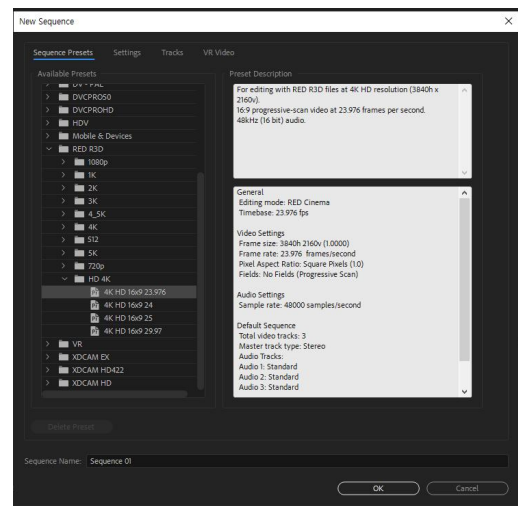 New Sequence
Sequence Presets Settings Tracks VR Video
Available Presets
DV - PAL
DVCPRO50
DVCPROHD
HDV
Mobile & Devices
RED R3D
1080p
1K
2K
3K
4_5K
4K
512
5K
720p
HD 4K
4K HD 16x9 23.976
4K HD 16x9 24
4K HD 16x9 25
4K HD 16x9 29.97
VR
XDCAM EX
XDCAM HD422
XDCAM HD
Delete Preset
Preset Description
For editing with RED R3D files at 4K HD resolution (3840h x
2160v).
16:9 progressive-scan video at 23.976 frames per second.
48kHz (16 bit) audio.
General
Editing mode: RED Cinema
Timebase: 23.976 fps
Video Settings
Frame size: 3840h 2160v (1.0000)
Frame rate: 23.976 frames/second
Pixel Aspect Ratio: Square Pixels (1.0)
Fields: No Fields (Progressive Scan)
Audio Settings
Sample rate: 48000 samples/second
Default Sequence
Total video tracks: 3
Master track type: Stereo
Audio Tracks:
Audio 1: Standard
Audio 2: Standard
Audio 3: Standard
Sequence Name: Sequence 01
OK Cancel